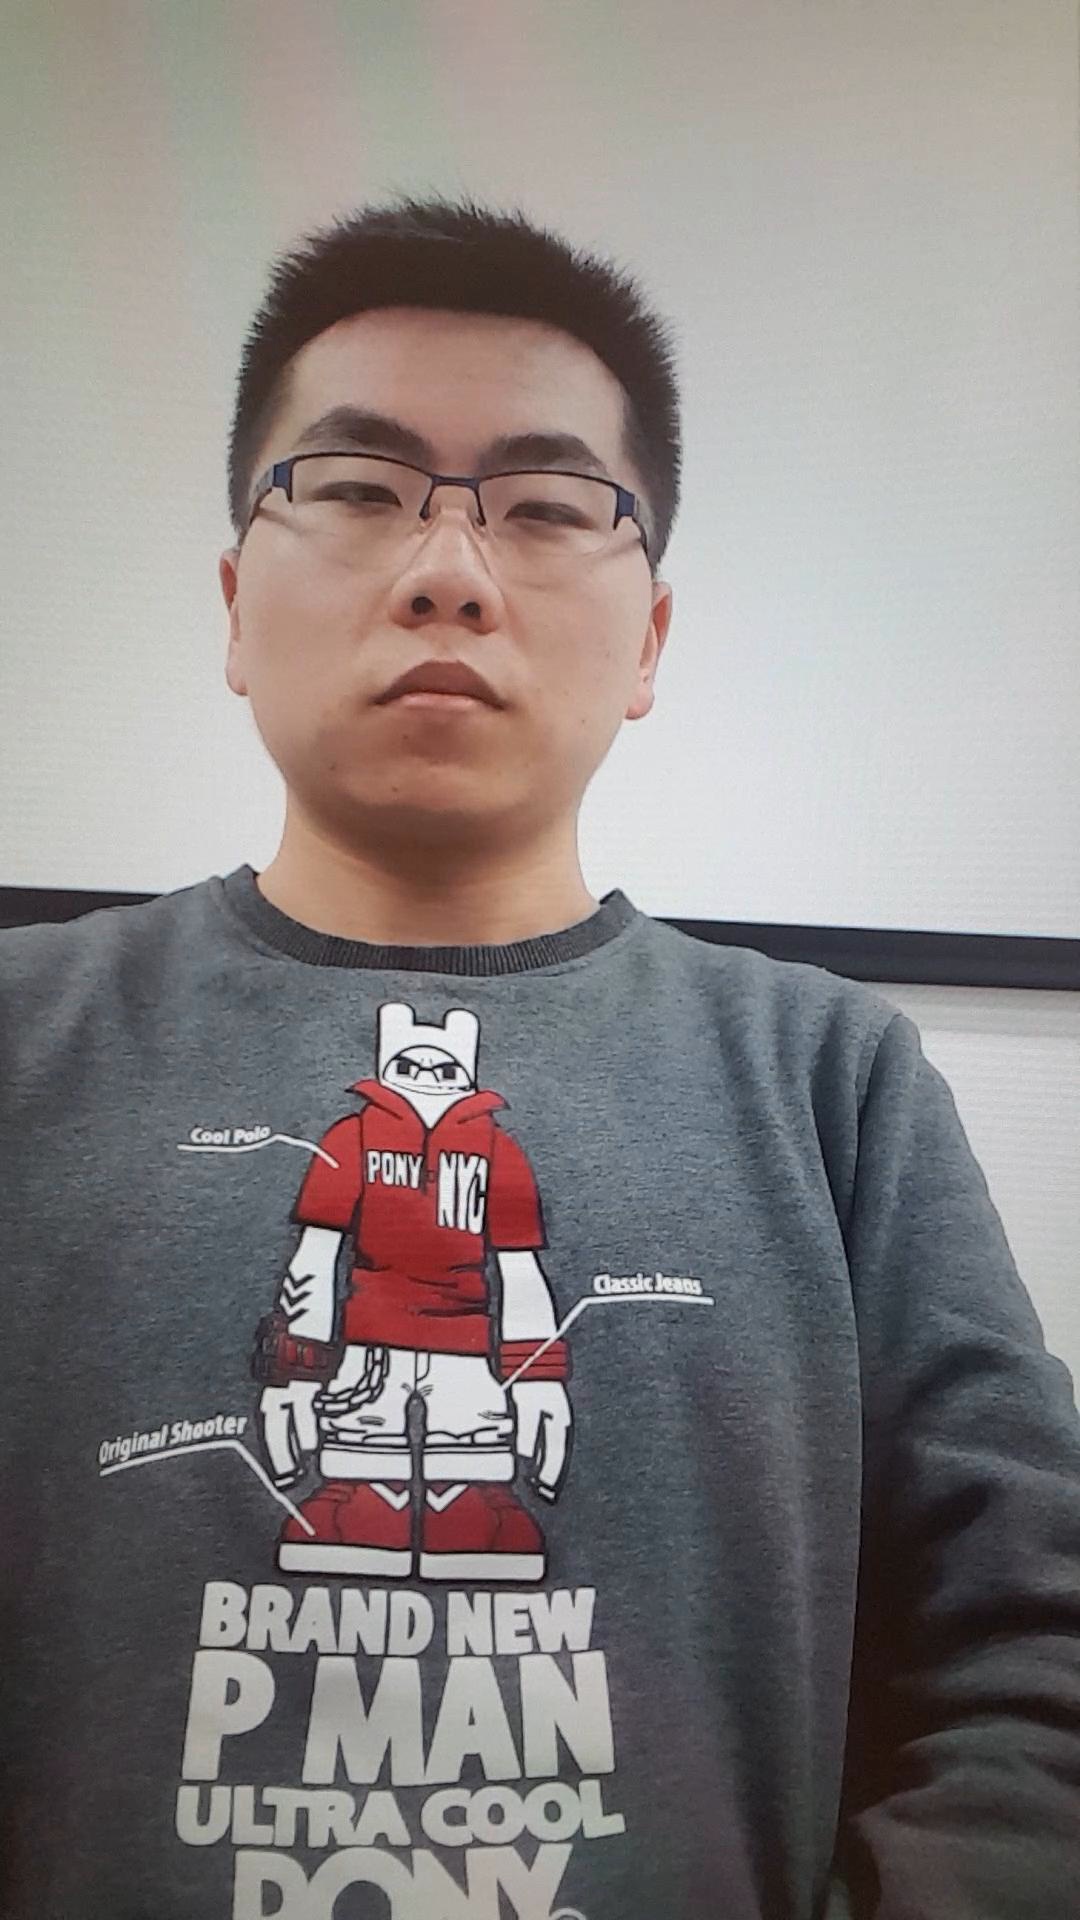 Cool Polo
PONY NYC
Classic Jeans
Original Shooter
BRAND NEW
P MAN
ULTRA COOL
PONY